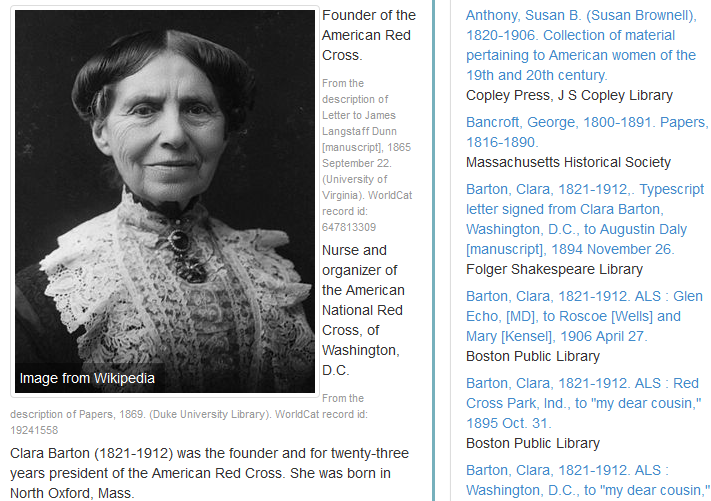 Founder of the
American Red
Cross.
From the
description of
Letter to James
Langstaff Dunn
[manuscript], 1865
September 22.
(University of
Virginia). WorldCat
record id:
647813309
Nurse and
organizer of
the American
National Red
Cross, of
Washington,
D.C.
Image from Wikipedia
From the
description of Papers, 1869. (Duke University Library). WorldCat record id:
19241558
Clara Barton (1821-1912) was the founder and for twenty-three
years president of the American Red Cross. She was born in
North Oxford, Mass.
Anthony, Susan B. (Susan Brownell),
1820-1906. Collection of material
pertaining to American women of the
19th and 20th century.
Copley Press, J S Copley Library
Bancroft, George, 1800-1891. Papers,
1816-1890.
Massachusetts Historical Society
Barton, Clara, 1821-1912,. Typescript
letter signed from Clara Barton,
Washington, D.C., to Augustin Daly
[manuscript], 1894 November 26.
Folger Shakespeare Library
Barton, Clara, 1821-1912. ALS : Glen
Echo, [MD], to Roscoe [Wells] and
Mary [Kensel], 1906 April 27.
Boston Public Library
Barton, Clara, 1821-1912. ALS : Red
Cross Park, Ind., to "my dear cousin,"
1895 Oct. 31.
Boston Public Library
Barton, Clara, 1821-1912. ALS :
Washington, D.C., to "my dear cousin,"